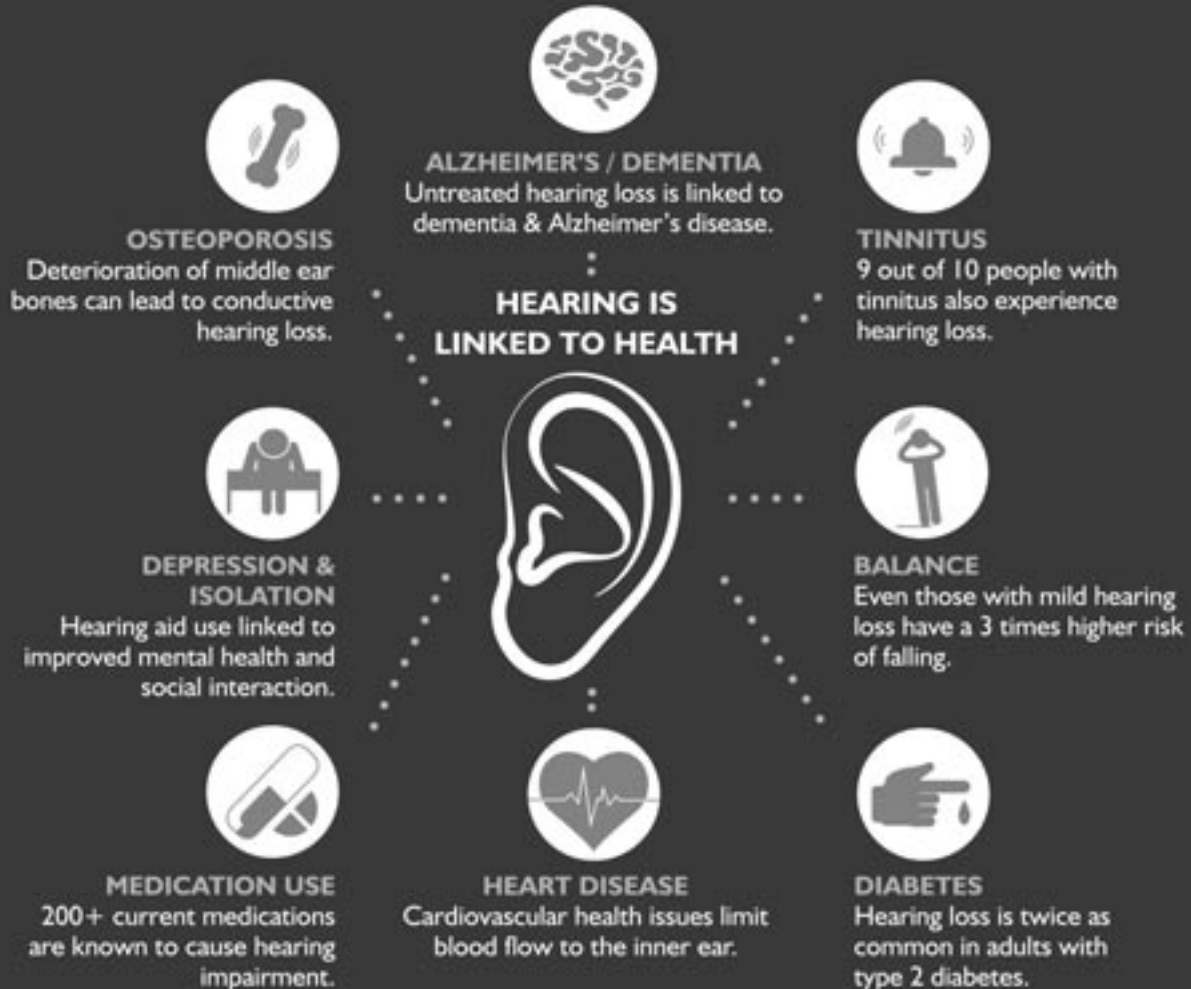 ALZHEIMER'S / DEMENTIA
Untreated hearing loss is linked to
dementia & Alzheimer's disease.
OSTEOPOROSIS
Deterioration of middle ear
bones can lead to conductive
hearing loss.
TINNITUS
9 out of 10 people with
tinnitus also experience
hearing loss.
HEARING IS
LINKED TO HEALTH
DEPRESSION &
ISOLATION
Hearing aid use linked to
improved mental health and
social interaction.
BALANCE
Even those with mild hearing
loss have a 3 times higher risk
of falling.
MEDICATION USE
200+ current medications
are known to cause hearing
impairment.
HEART DISEASE
Cardiovascular health issues limit
blood flow to the inner ear.
DIABETES
Hearing loss is twice as
common in adults with
type 2 diabetes.